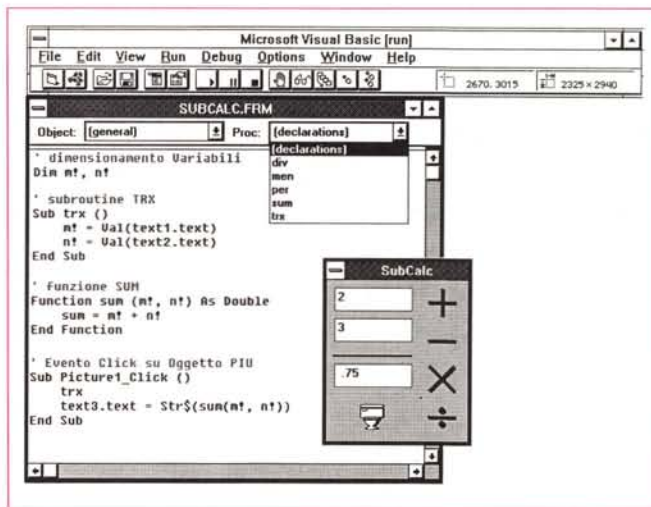 Microsoft Visual Basic [run]
File Edit View Run Debug Options Window Help
2670, 3015 2325 × 2940
SUBCALC.FRM
Object: (general) Proc: (declarations)
(declarations)
div
men
per
sum
trx
' dimensionamento Variabili
Dim m!, n!
' subroutine TRX
Sub trx ()
m! = Val(text1.text)
n! = Val(text2.text)
End Sub
' funzione SUM
Function sum (m!, n!) As Double
sum = m! + n!
End Function
' Evento Click su Oggetto PIU
Sub Picture1_Click ()
trx
text3.text = Str$(sum(m!, n!))
End Sub
SubCalc
2
3
.75